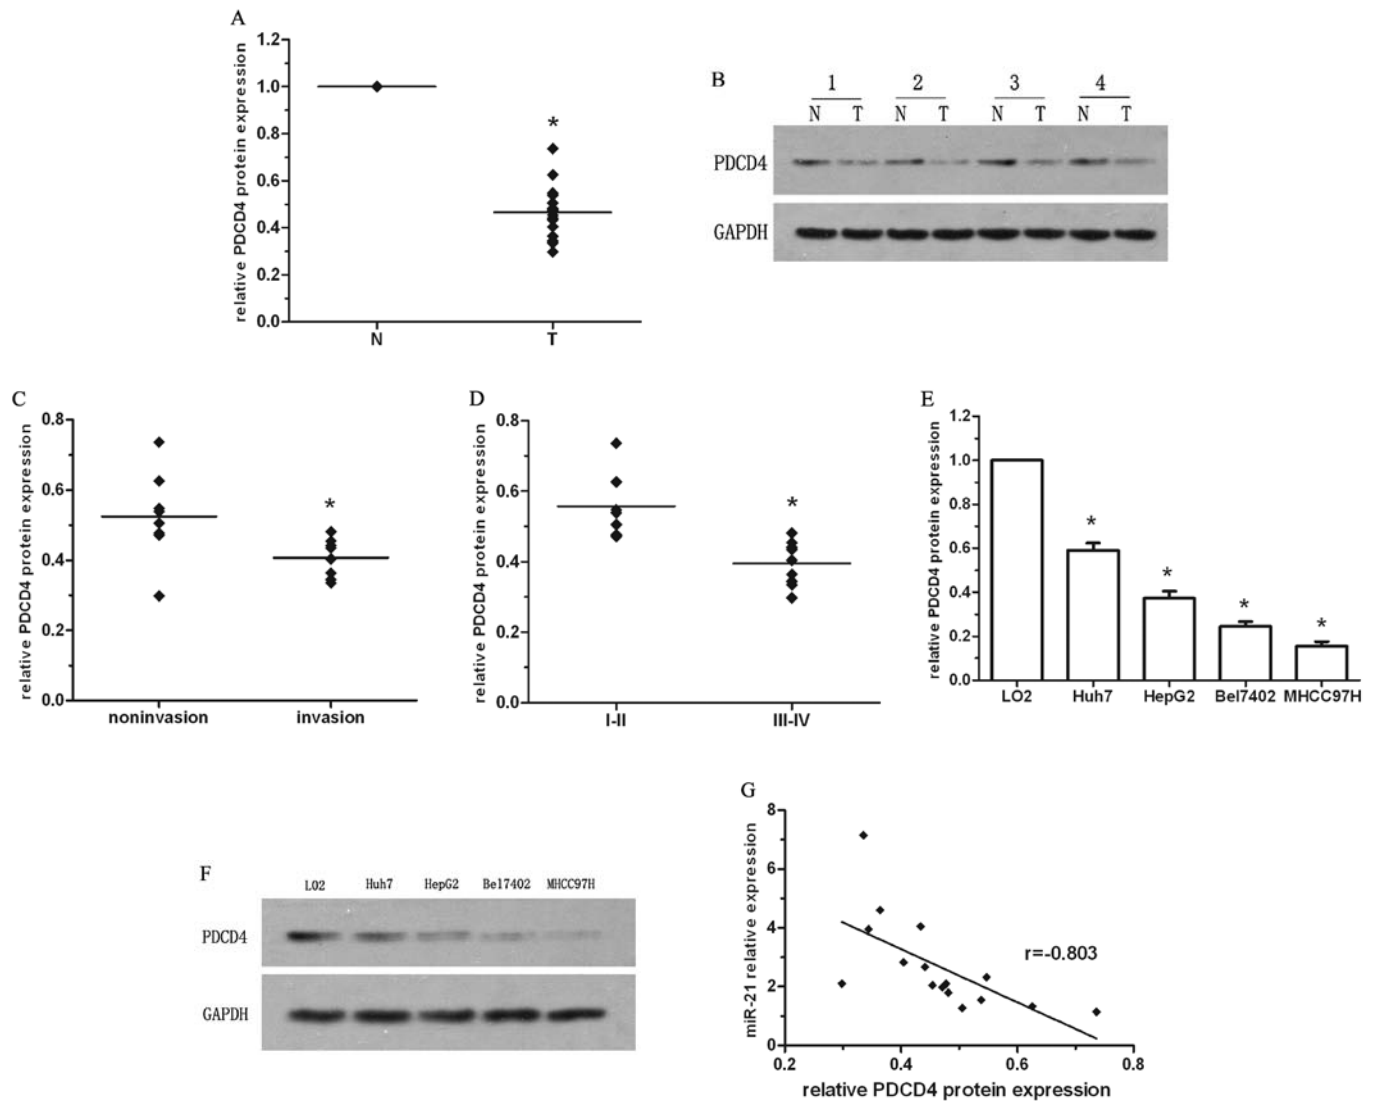 A
relative PDCD4 protein expression
1.2
1.0
0.8
0.6
0.4
0.2
0.0
*
N
T
B
1 2 3 4
N T N T N T N T
PDCD4
GAPDH
C
relative PDCD4 protein expression
0.8
0.6
0.4
0.2
0.0
*
noninvasion invasion
D
relative PDCD4 protein expression
0.8
0.6
0.4
0.2
0.0
*
I-II III-IV
E
relative PDCD4 protein expression
1.2
1.0
0.8
0.6
0.4
0.2
0.0
* * * *
LO2 Huh7 HepG2 Bel7402 MHCC97H
F
LO2 Huh7 HepG2 Bel7402 MHCC97H
PDCD4
GAPDH
G
miR-21 relative expression
8
6
4
2
0
r=-0.803
0.2 0.4 0.6 0.8
relative PDCD4 protein expression